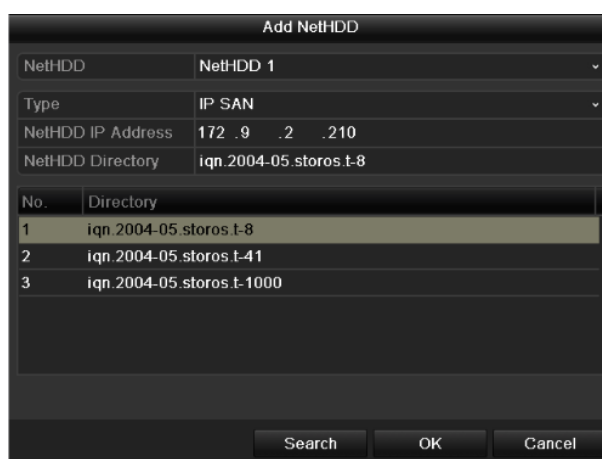 Add NetHDD
NetHDD NetHDD 1
Type IP SAN
NetHDD IP Address 172 .9 .2 .210
NetHDD Directory iqn.2004-05.storos.t-8
No. Directory
1 iqn.2004-05.storos.t-8
2 iqn.2004-05.storos.t-41
3 iqn.2004-05.storos.t-1000
Search OK Cancel